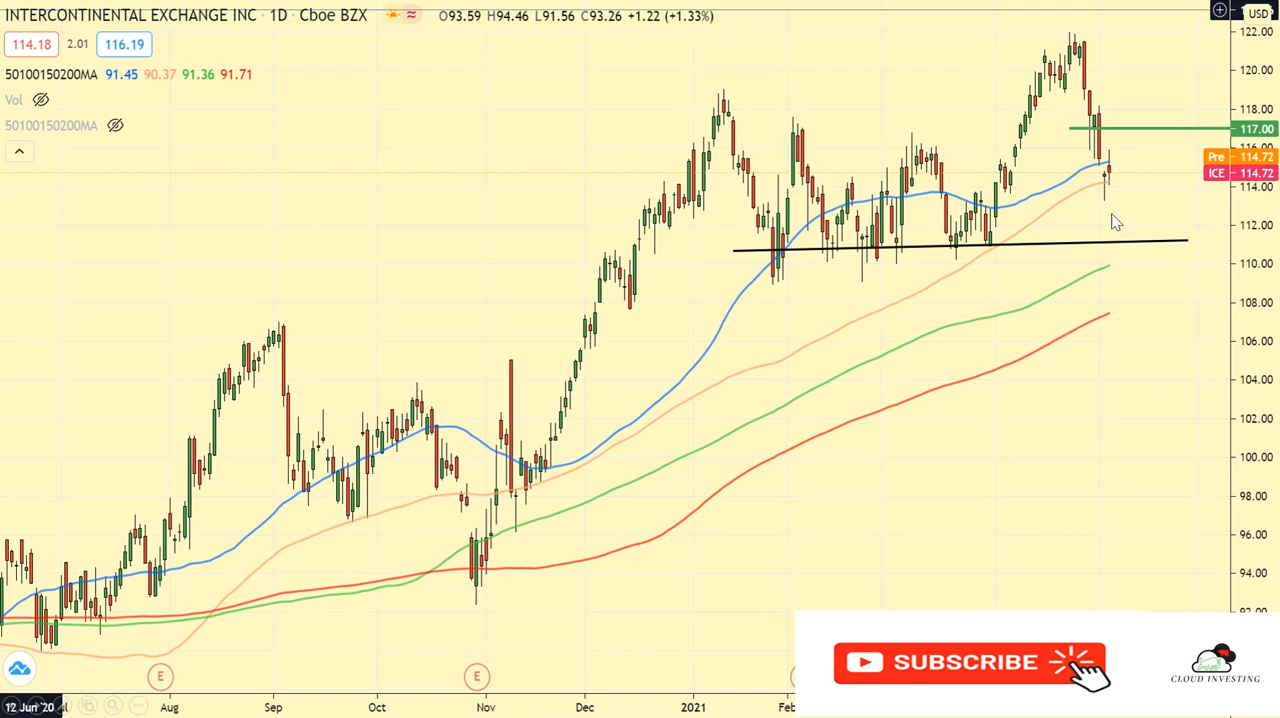 INTERCONTINENTAL EXCHANGE INC · 1D · Cboe BZX O93.59 H94.46 L91.56 C93.26 +1.22 (+1.33%)
USD
114.18 2.01 116.19
50100150200MA 91.45 90.37 91.36 91.71
Vol
50100150200MA
122.00
120.00
118.00
117.00
116.00
Pre 114.72
ICE 114.72
114.00
112.00
110.00
108.00
106.00
104.00
102.00
100.00
98.00
96.00
94.00
92.00
E E
SUBSCRIBE
CLOUD INVESTING
12 Jun '20 Aug Sep Oct Nov Dec 2021 Feb